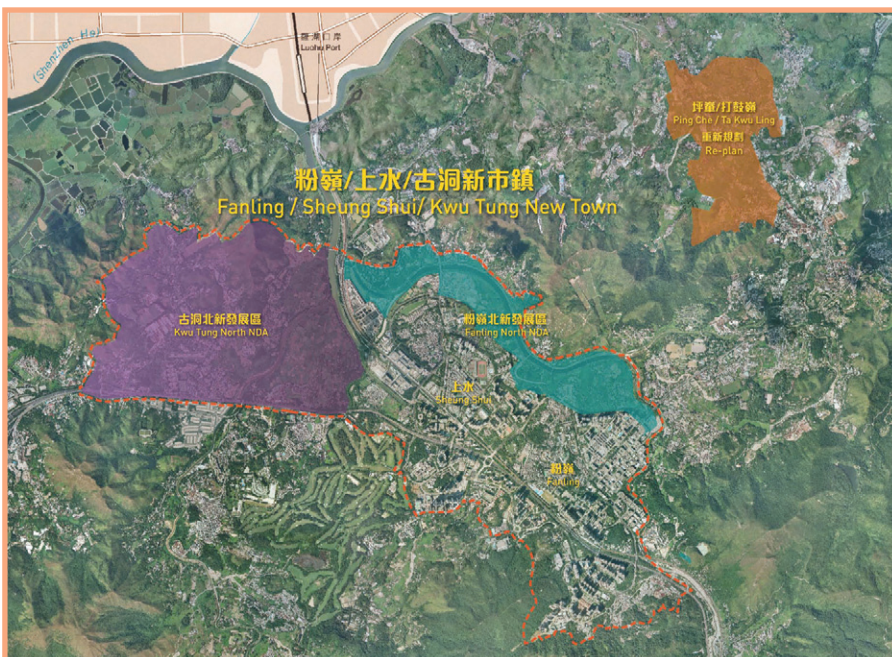 羅湖口岸
Luohu Port
(Shenzhen He)
坪輋/打鼓嶺
Ping Che / Ta Kwu Ling
重新規劃
Re-plan
粉嶺/上水/古洞新市鎮
Fanling / Sheung Shui/ Kwu Tung New Town
古洞北新發展區
Kwu Tung North NDA
粉嶺北新發展區
Fanling North NDA
上水
Sheung Shui
粉嶺
Fanling